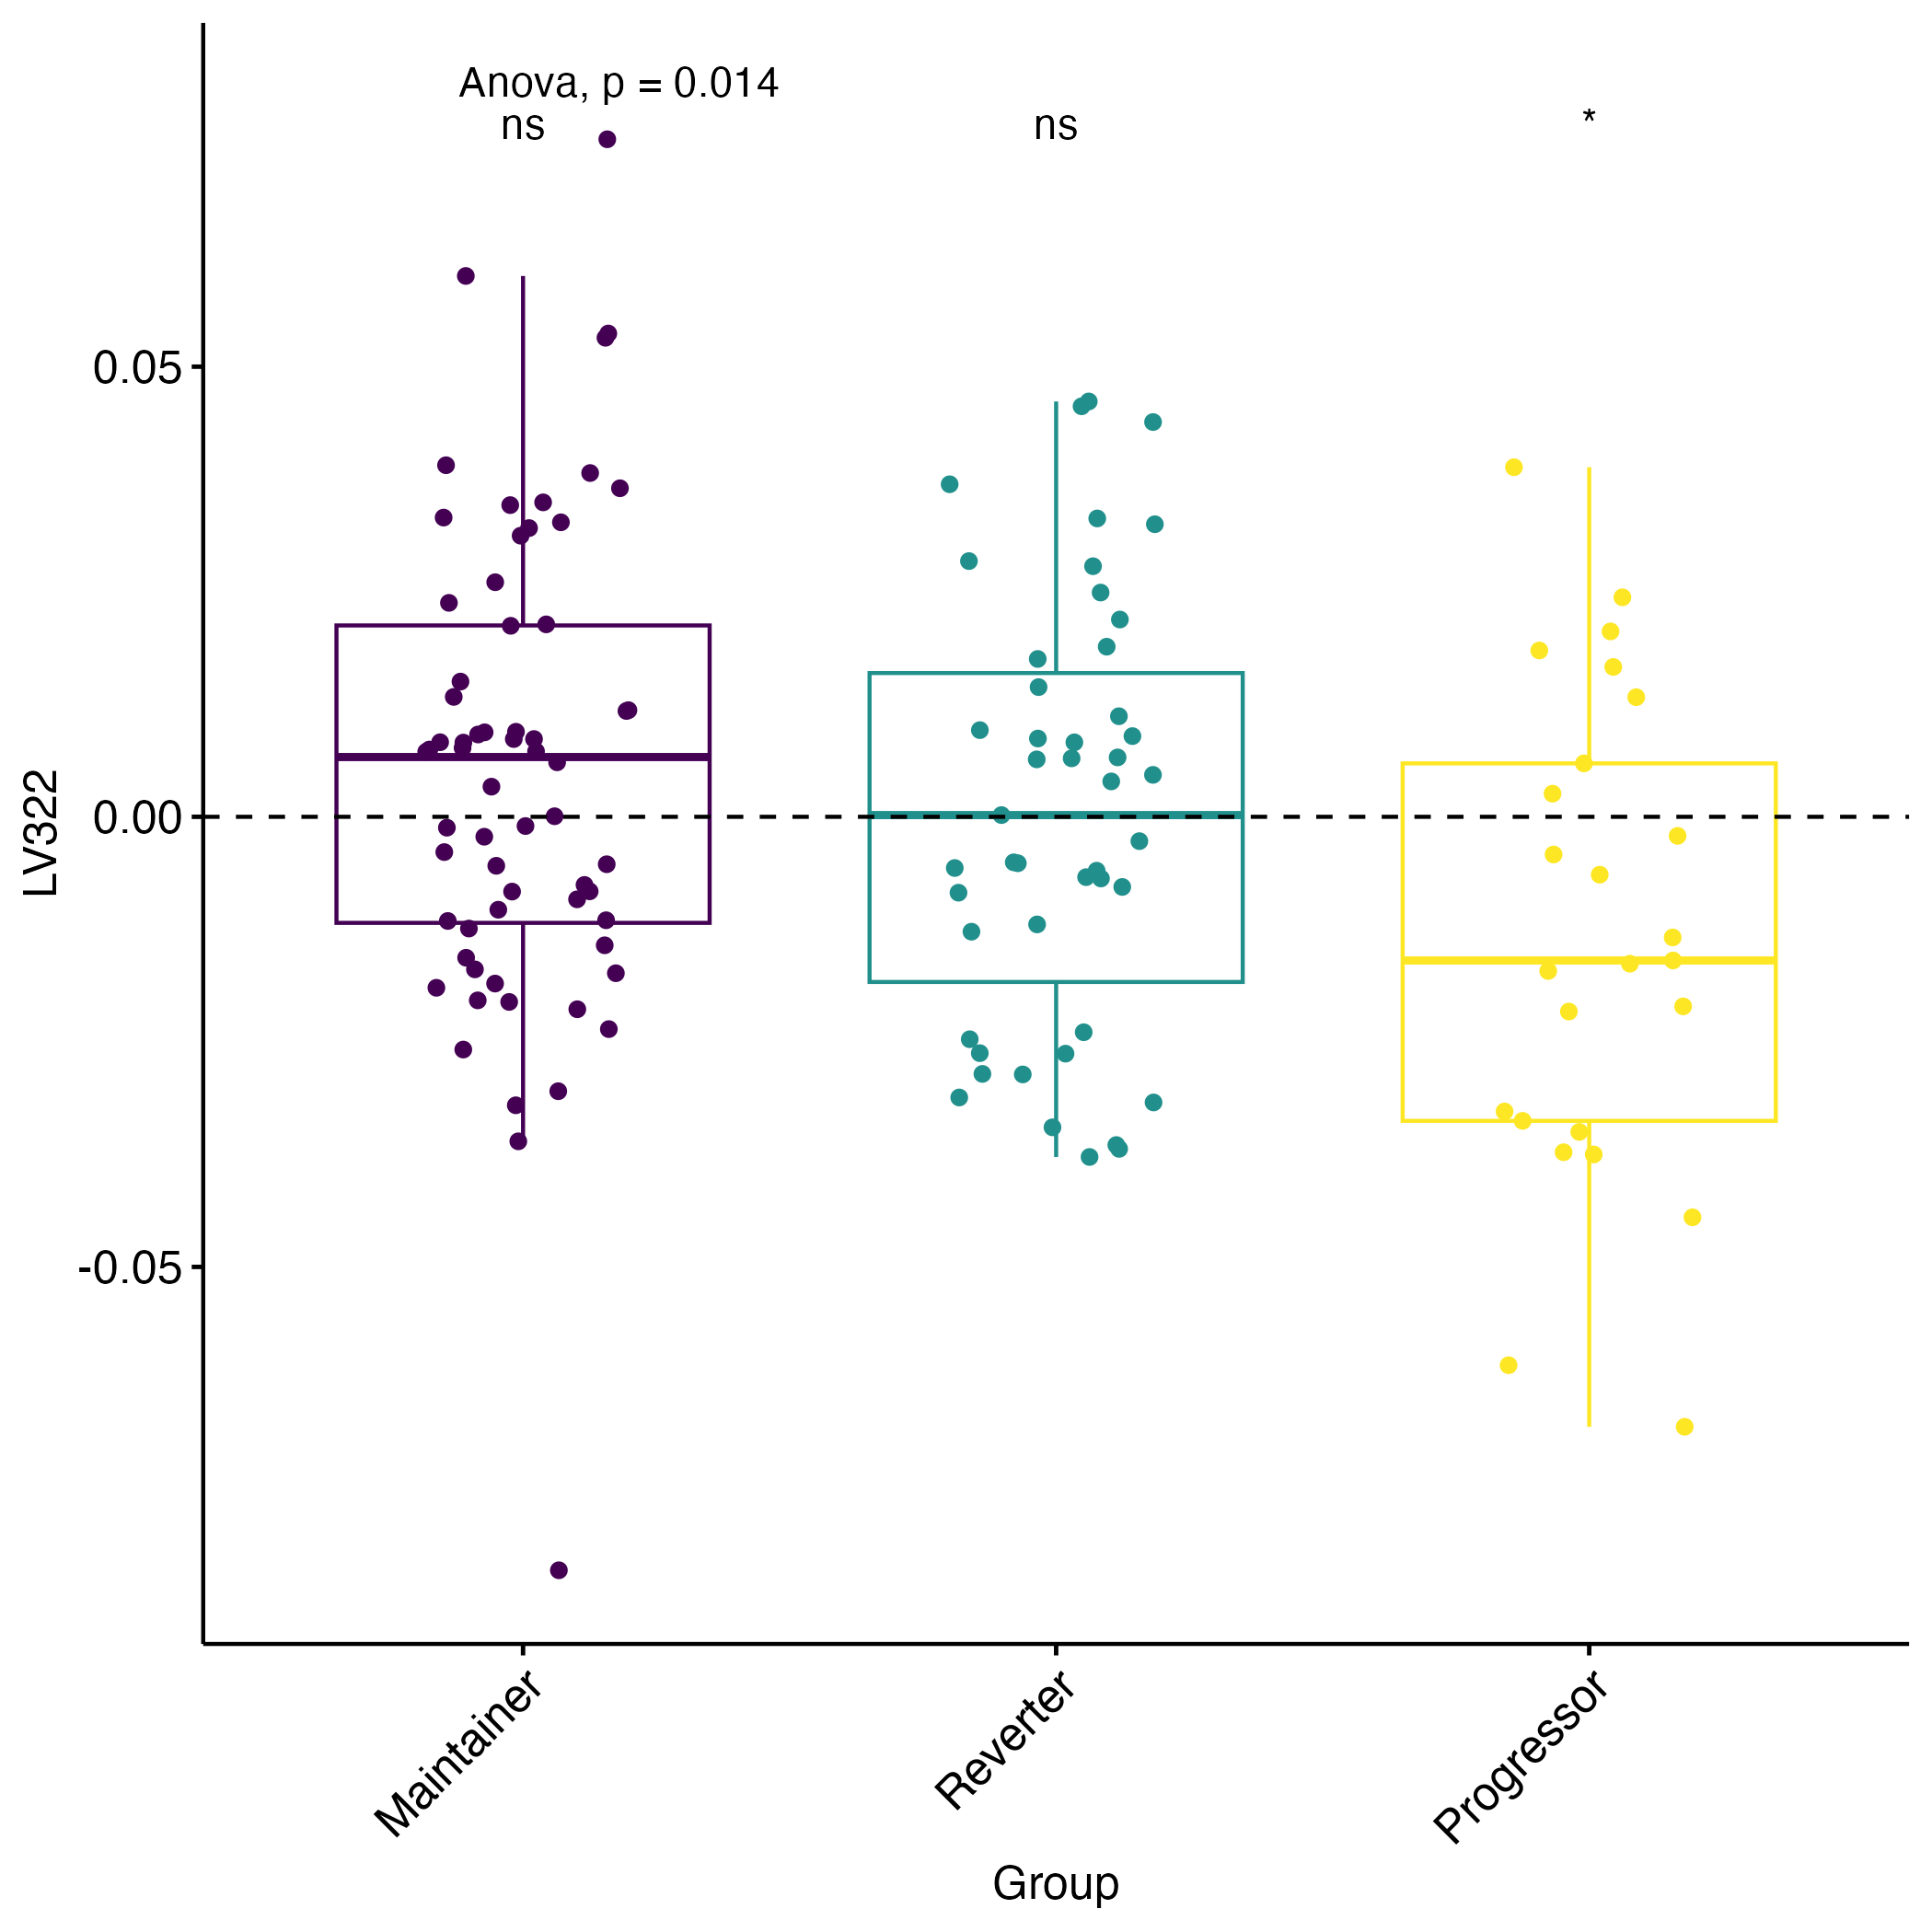 Anova, p = 0.014
ns
ns
*
0.05
0.00
-0.05
LV322
Maintainer
Reverter
Progressor
Group